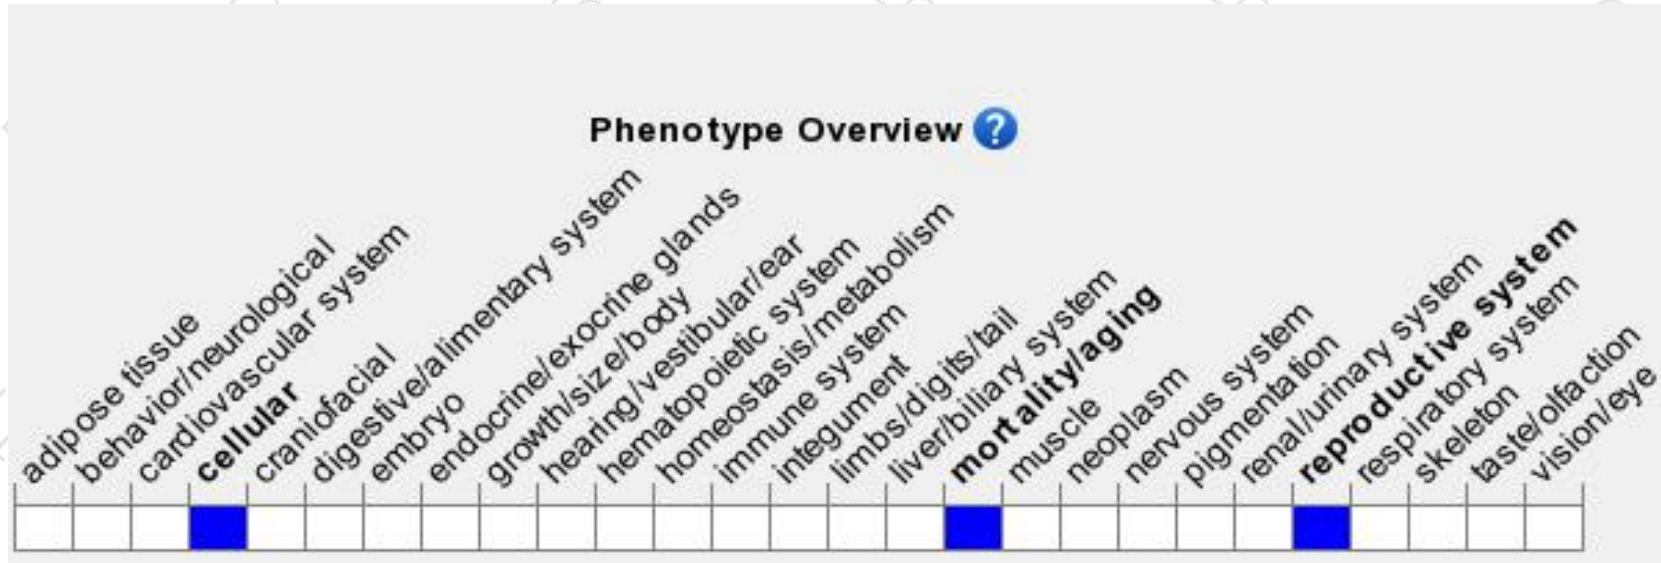 Phenotype Overview ?
adipose tissue
behavior/neurological
cardiovascular system
cellular
craniofacial
digestive/alimentary system
embryo
endocrine/exocrine glands
growth/size/body
hearing/vestibular/ear
hematopoietic system
homeostasis/metabolism
immune system
integument
limbs/digits/tail
liver/biliary system
mortality/aging
muscle
neoplasm
nervous system
pigmentation
renal/urinary system
reproductive system
respiratory system
skeleton
taste/olfaction
vision/eye